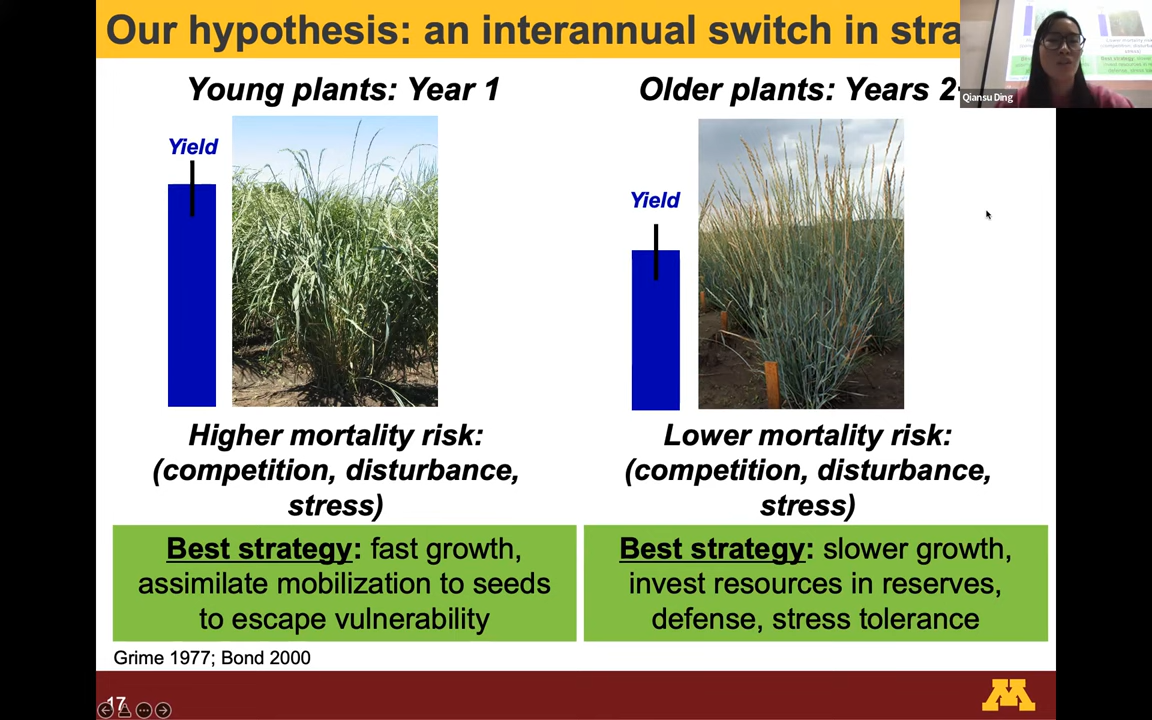 Our hypothesis: an interannual switch in stra
Qiansu Ding
Young plants: Year 1
Older plants: Years 2
Yield
Yield
Higher mortality risk:
(competition, disturbance,
stress)
Lower mortality risk:
(competition, disturbance,
stress)
Best strategy: fast growth,
assimilate mobilization to seeds
to escape vulnerability
Best strategy: slower growth,
invest resources in reserves,
defense, stress tolerance
Grime 1977; Bond 2000
17
M